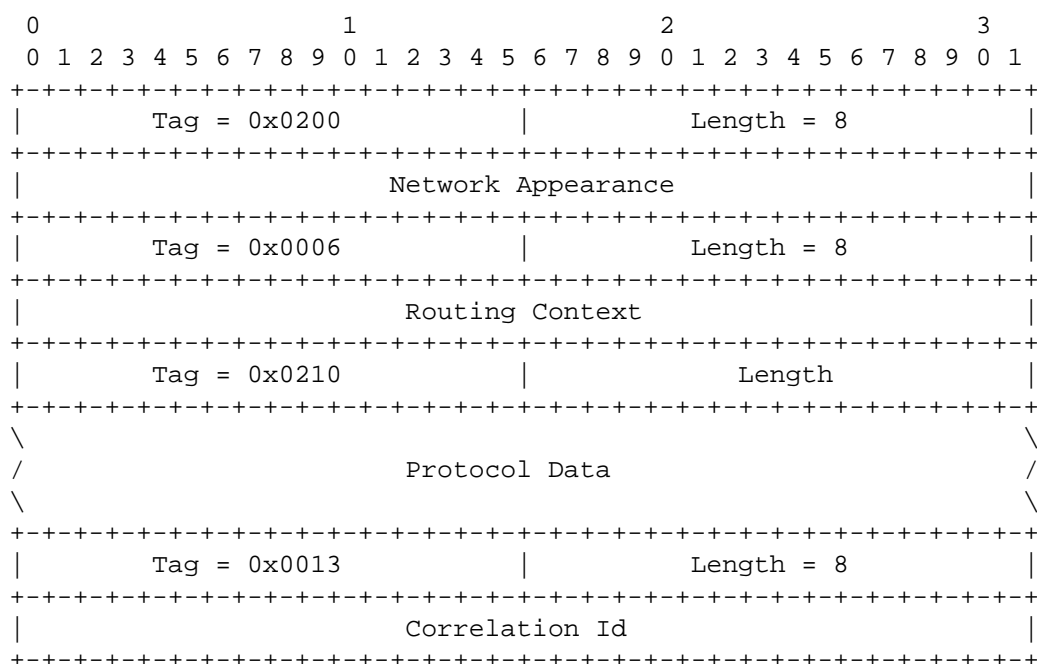 0                   1                   2                   3
 0 1 2 3 4 5 6 7 8 9 0 1 2 3 4 5 6 7 8 9 0 1 2 3 4 5 6 7 8 9 0 1
+-+-+-+-+-+-+-+-+-+-+-+-+-+-+-+-+-+-+-+-+-+-+-+-+-+-+-+-+-+-+-+-+
|        Tag = 0x0200           |          Length = 8           |
+-+-+-+-+-+-+-+-+-+-+-+-+-+-+-+-+-+-+-+-+-+-+-+-+-+-+-+-+-+-+-+-+
|                       Network Appearance                      |
+-+-+-+-+-+-+-+-+-+-+-+-+-+-+-+-+-+-+-+-+-+-+-+-+-+-+-+-+-+-+-+-+
|        Tag = 0x0006           |          Length = 8           |
+-+-+-+-+-+-+-+-+-+-+-+-+-+-+-+-+-+-+-+-+-+-+-+-+-+-+-+-+-+-+-+-+
|                        Routing Context                        |
+-+-+-+-+-+-+-+-+-+-+-+-+-+-+-+-+-+-+-+-+-+-+-+-+-+-+-+-+-+-+-+-+
|        Tag = 0x0210           |             Length            |
+-+-+-+-+-+-+-+-+-+-+-+-+-+-+-+-+-+-+-+-+-+-+-+-+-+-+-+-+-+-+-+-+
\                                                               \
/                        Protocol Data                          /
\                                                               \
+-+-+-+-+-+-+-+-+-+-+-+-+-+-+-+-+-+-+-+-+-+-+-+-+-+-+-+-+-+-+-+-+
|        Tag = 0x0013           |          Length = 8           |
+-+-+-+-+-+-+-+-+-+-+-+-+-+-+-+-+-+-+-+-+-+-+-+-+-+-+-+-+-+-+-+-+
|                        Correlation Id                         |
+-+-+-+-+-+-+-+-+-+-+-+-+-+-+-+-+-+-+-+-+-+-+-+-+-+-+-+-+-+-+-+-+